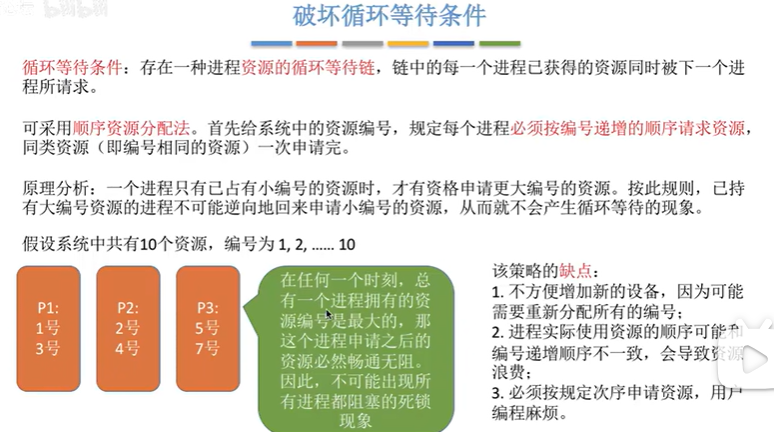 bilibili
破坏循环等待条件
循环等待条件：存在一种进程资源的循环等待链，链中的每一个进程已获得的资源同时被下一个进
程所请求。
可采用顺序资源分配法。首先给系统中的资源编号，规定每个进程必须按编号递增的顺序请求资源，
同类资源（即编号相同的资源）一次申请完。
原理分析：一个进程只有已占有小编号的资源时，才有资格申请更大编号的资源。按此规则，已持
有大编号资源的进程不可能逆向地回来申请小编号的资源，从而就不会产生循环等待的现象。
假设系统中共有10个资源，编号为 1, 2, …… 10
P1:
1号
3号
P2:
2号
4号
P3:
5号
7号
在任何一个时刻，总
有一个进程拥有的资
源编号是最大的，那
这个进程申请之后的
资源必然畅通无阻。
因此，不可能出现所
有进程都阻塞的死锁
现象
该策略的缺点：
1. 不方便增加新的设备，因为可能
需要重新分配所有的编号；
2. 进程实际使用资源的顺序可能和
编号递增顺序不一致，会导致资源
浪费；
3. 必须按规定次序申请资源，用户
编程麻烦。